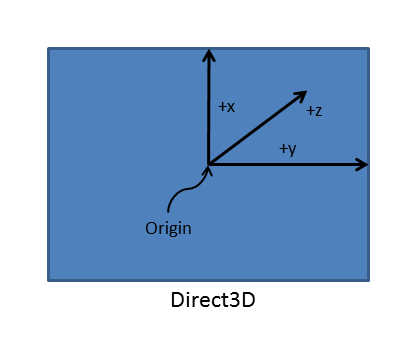 +x
+z
+y
Origin
Direct3D